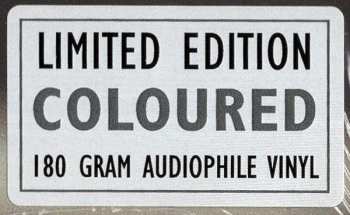 LIMITED EDITION
COLOURED
180 GRAM AUDIOPHILE VINYL